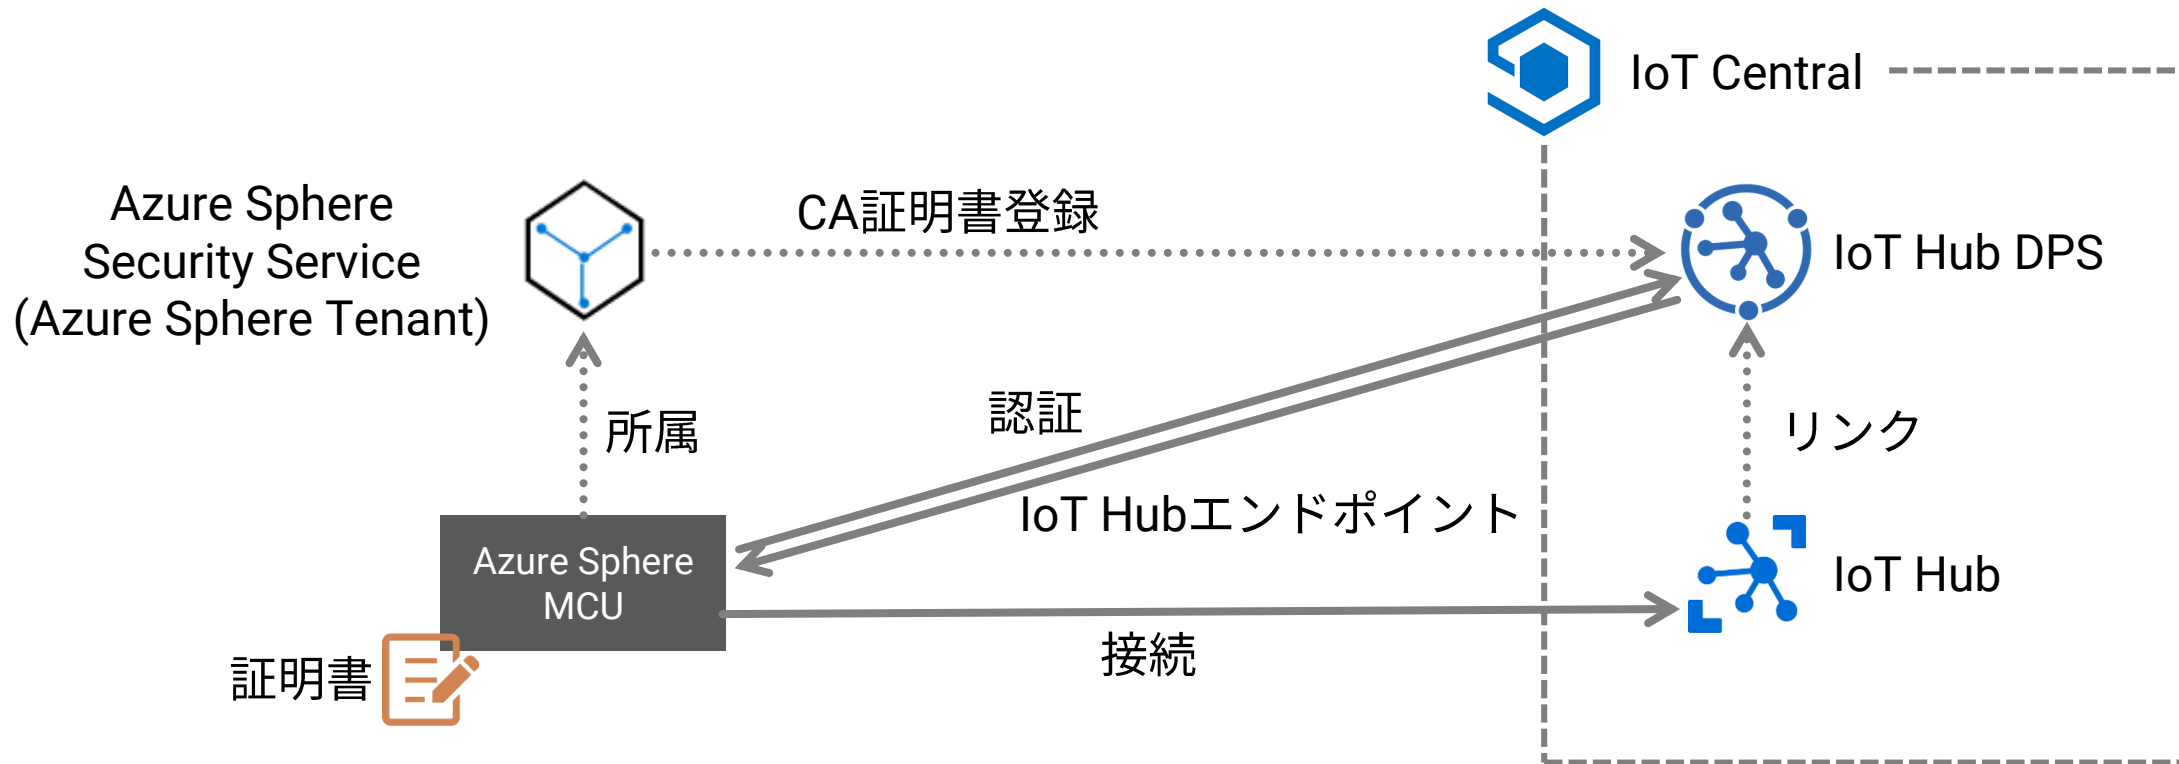 IoT Central
Azure Sphere
Security Service
(Azure Sphere Tenant)
CA証明書登録
IoT Hub DPS
認証
所属
リンク
IoT Hubエンドポイント
Azure Sphere
MCU
IoT Hub
接続
証明書